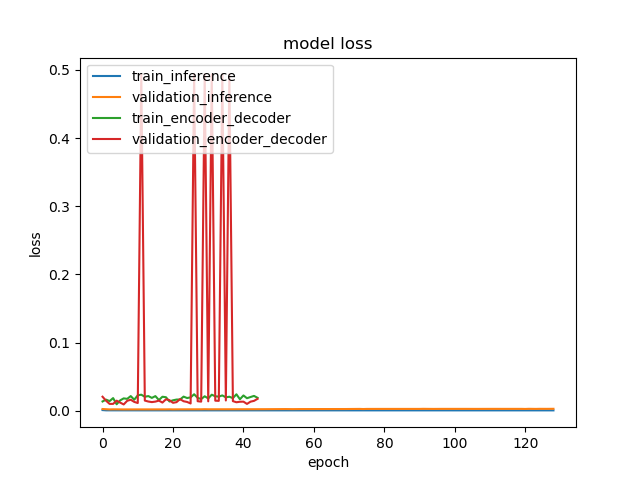 model loss
train_inference
validation_inference
train_encoder_decoder
validation_encoder_decoder
loss
0.5
0.4
0.3
0.2
0.1
0.0
0 20 40 60 80 100 120
epoch